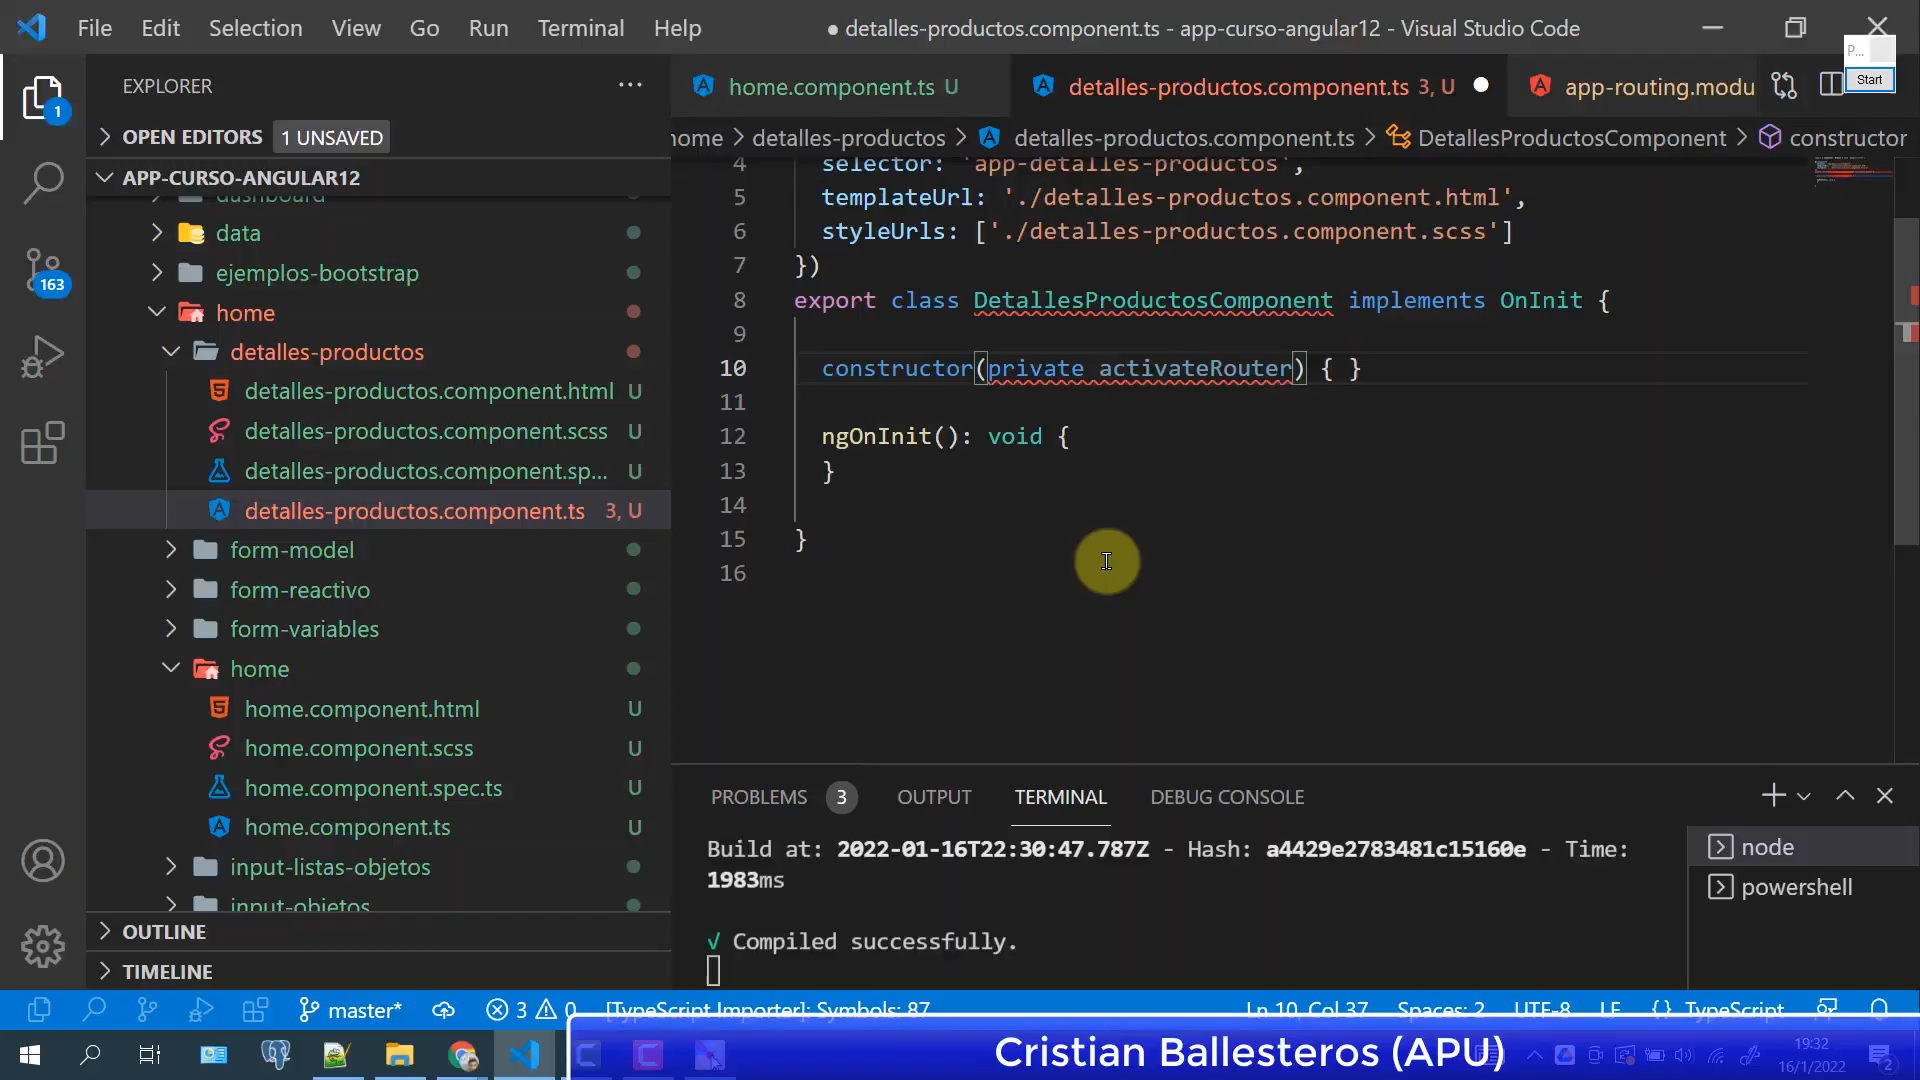 File Edit Selection View Go Run Terminal Help
● detalles-productos.component.ts - app-curso-angular12 - Visual Studio Code
P...
Start
EXPLORER
OPEN EDITORS 1 UNSAVED
APP-CURSO-ANGULAR12
dashboard
data
ejemplos-bootstrap
home
detalles-productos
detalles-productos.component.html U
detalles-productos.component.scss U
detalles-productos.component.sp... U
detalles-productos.component.ts 3, U
form-model
form-reactivo
form-variables
home
home.component.html U
home.component.scss U
home.component.spec.ts U
home.component.ts U
input-listas-objetos
input-objetos
OUTLINE
TIMELINE
1
163
home.component.ts U
detalles-productos.component.ts 3, U
app-routing.modu
home > detalles-productos > detalles-productos.component.ts > DetallesProductosComponent > constructor
4 selector: 'app-detalles-productos',
5 templateUrl: './detalles-productos.component.html',
6 styleUrls: ['./detalles-productos.component.scss']
7 })
8 export class DetallesProductosComponent implements OnInit {
9
10 constructor(private activateRouter) { }
11
12 ngOnInit(): void {
13 }
14
15 }
16
PROBLEMS 3 OUTPUT TERMINAL DEBUG CONSOLE
Build at: 2022-01-16T22:30:47.787Z - Hash: a4429e2783481c15160e - Time:
1983ms
√ Compiled successfully.
node
powershell
master* 3 0 [TypeScript Importer]: Symbols: 87 Ln 10, Col 37 Spaces: 2 UTF-8 LF {} TypeScript
Cristian Ballesteros (APU)
19:32
16/1/2022
2